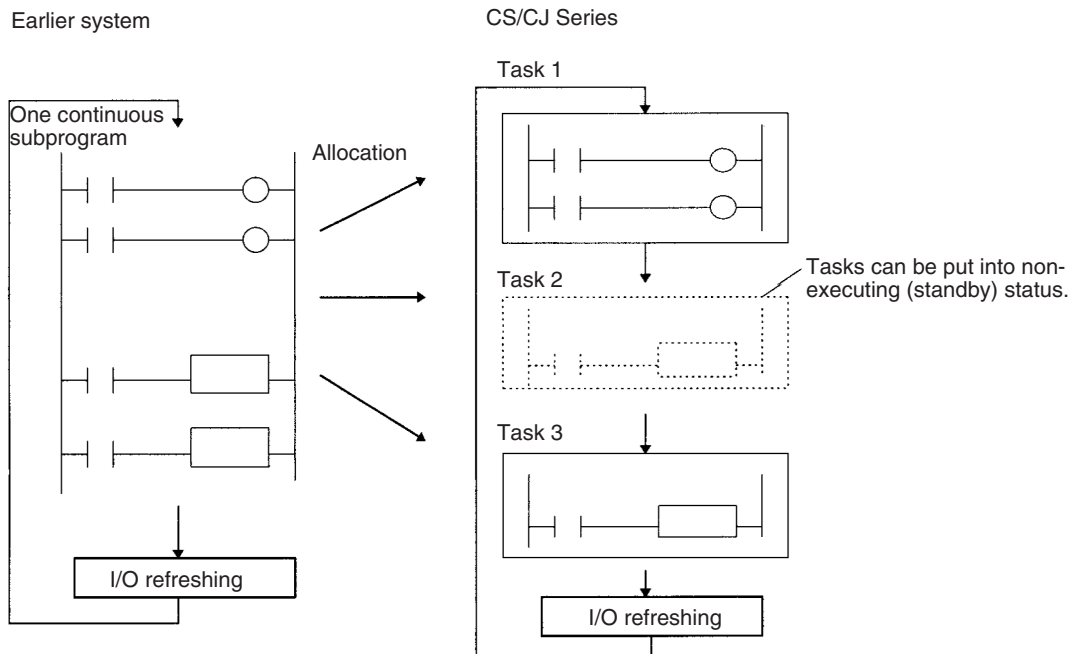 Earlier system
CS/CJ Series
One continuous
subprogram
Allocation
I/O refreshing
Task 1
Task 2
Tasks can be put into non-
executing (standby) status.
Task 3
I/O refreshing